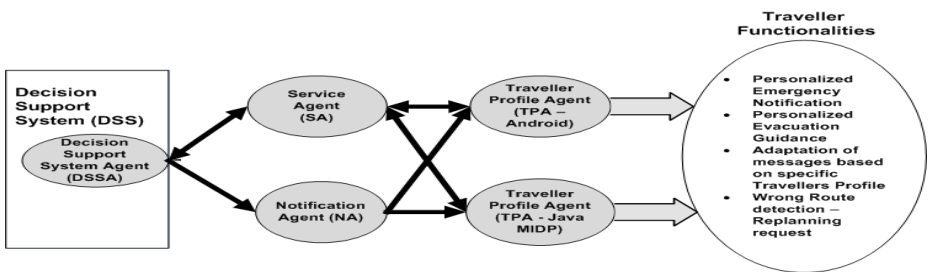 Traveller
Functionalities
Decision
Support
System (DSS)
Decision
Support
System Agent
(DSSA)
Service
Agent
(SA)
Notification
Agent (NA)
Traveller
Profile Agent
(TPA –
Android)
Traveller
Profile Agent
(TPA - Java
MIDP)
• Personalized
Emergency
Notification
• Personalized
Evacuation
Guidance
• Adaptation of
messages based
on specific
Travellers Profile
• Wrong Route
detection –
Replanning
request